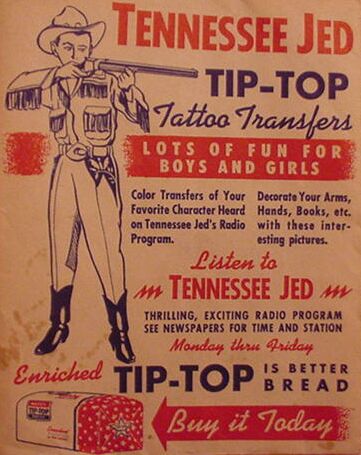 TENNESSEE JED
TIP-TOP
Tattoo Transfers
LOTS OF FUN FOR
BOYS AND GIRLS
Color Transfers of Your
Favorite Character Heard
on Tennessee Jed's Radio
Program.
Decorate Your Arms,
Hands, Books, etc.
with these inter-
esting pictures.
Listen to
TENNESSEE JED
THRILLING, EXCITING RADIO PROGRAM
SEE NEWSPAPERS FOR TIME AND STATION
Monday thru Friday
Enriched TIP-TOP IS BETTER
BREAD
TIP-TOP
Enriched
Buy it Today